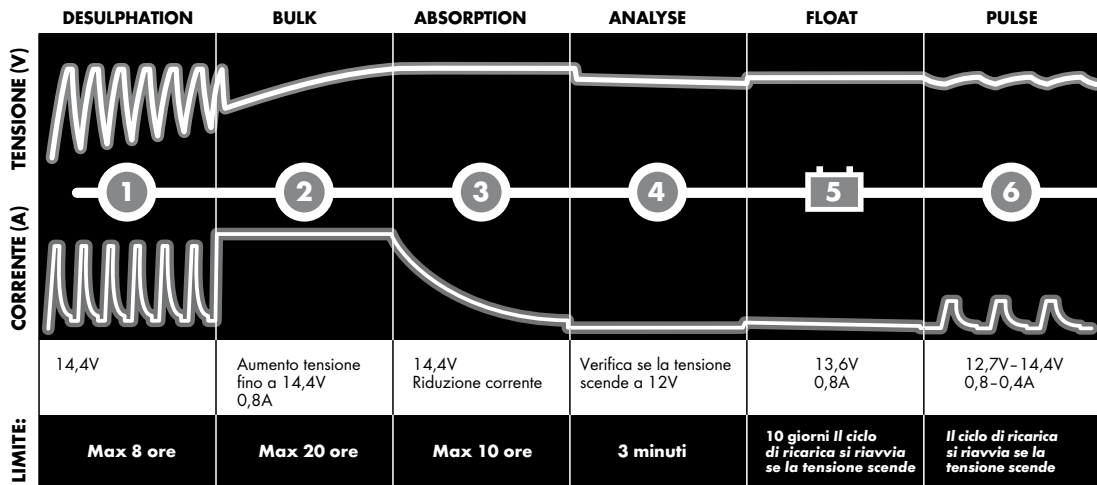 DESULPHATION
BULK
ABSORPTION
ANALYSE
FLOAT
PULSE
TENSIONE (V)
1
2
3
4
5
6
CORRENTE (A)
14,4V
Aumento tensione
fino a 14,4V
0,8A
14,4V
Riduzione corrente
Verifica se la tensione
scende a 12V
13,6V
0,8A
12,7V–14,4V
0,8–0,4A
LIMITE:
Max 8 ore
Max 20 ore
Max 10 ore
3 minuti
10 giorni Il ciclo
di ricarica si riavvia
se la tensione scende
Il ciclo di ricarica
si riavvia se la
tensione scende